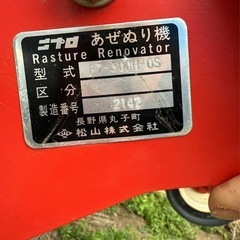 ニプロ あぜぬり機
Rasture Renovator
型式
区分
製造番号 2142
松山株式会社
長野県丸子町